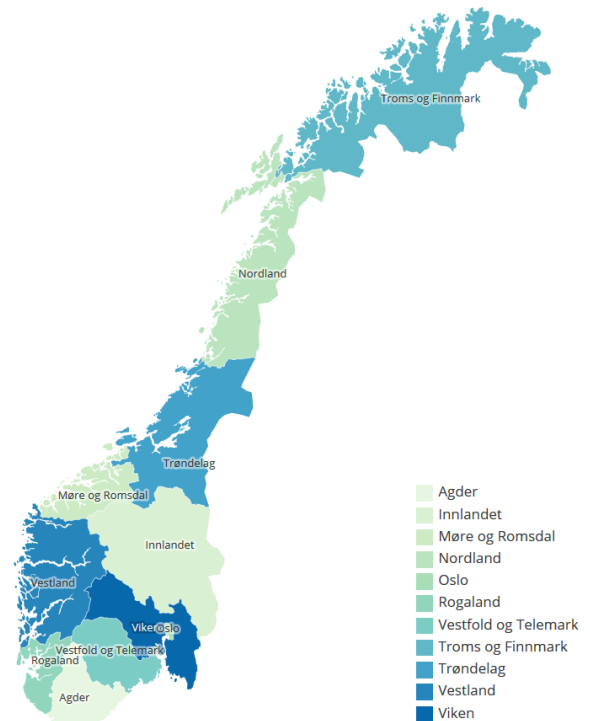 Troms og Finnmark
Nordland
Trøndelag
Møre og Romsdal
Innlandet
Vestland
Viken
Oslo
Vestfold og Telemark
Rogaland
Agder
Agder
Innlandet
Møre og Romsdal
Nordland
Oslo
Rogaland
Vestfold og Telemark
Troms og Finnmark
Trøndelag
Vestland
Viken